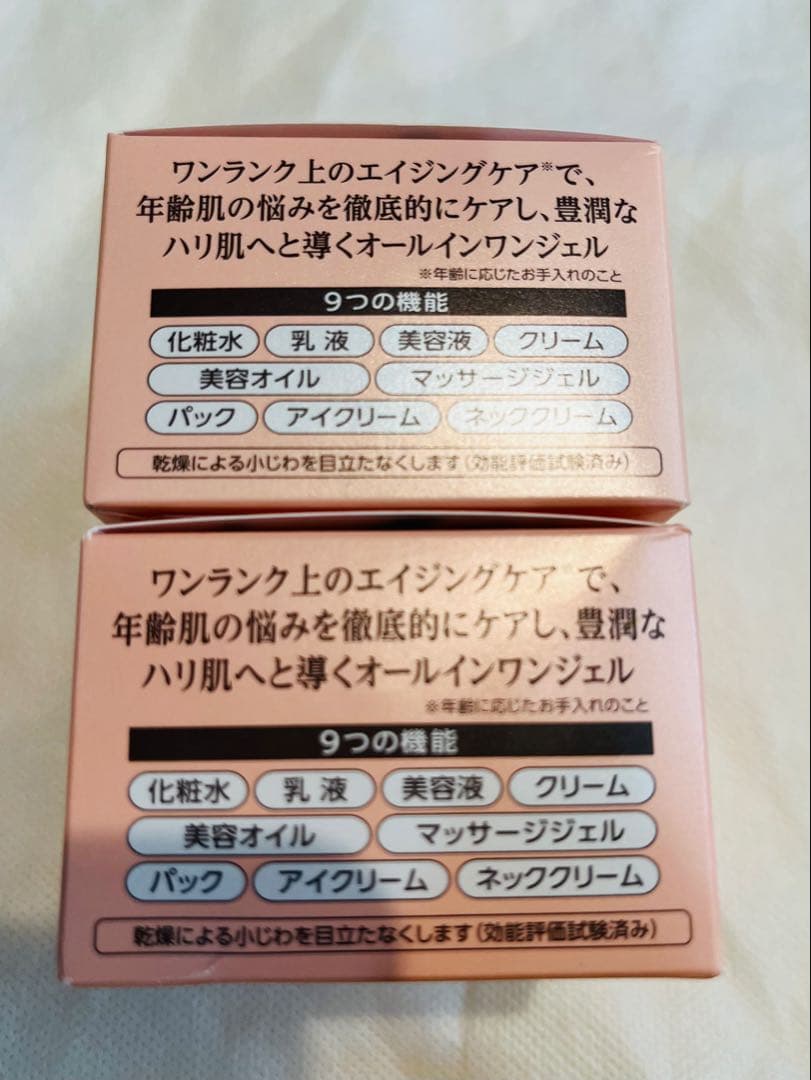 ワンランク上のエイジングケア※で、
年齢肌の悩みを徹底的にケアし、豊潤な
ハリ肌へと導くオールインワンジェル
※年齢に応じたお手入れのこと
9つの機能
化粧水 乳液 美容液 クリーム
美容オイル マッサージジェル
パック アイクリーム ネッククリーム
乾燥による小じわを目立たなくします(効能評価試験済み)
ワンランク上のエイジングケア※で、
年齢肌の悩みを徹底的にケアし、豊潤な
ハリ肌へと導くオールインワンジェル
※年齢に応じたお手入れのこと
9つの機能
化粧水 乳液 美容液 クリーム
美容オイル マッサージジェル
パック アイクリーム ネッククリーム
乾燥による小じわを目立たなくします(効能評価試験済み)